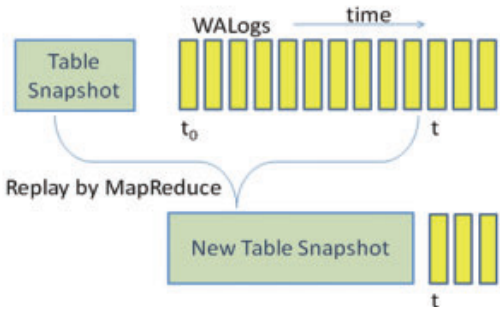 WALogs
time
Table
Snapshot
t0
t
Replay by MapReduce
New Table Snapshot
t